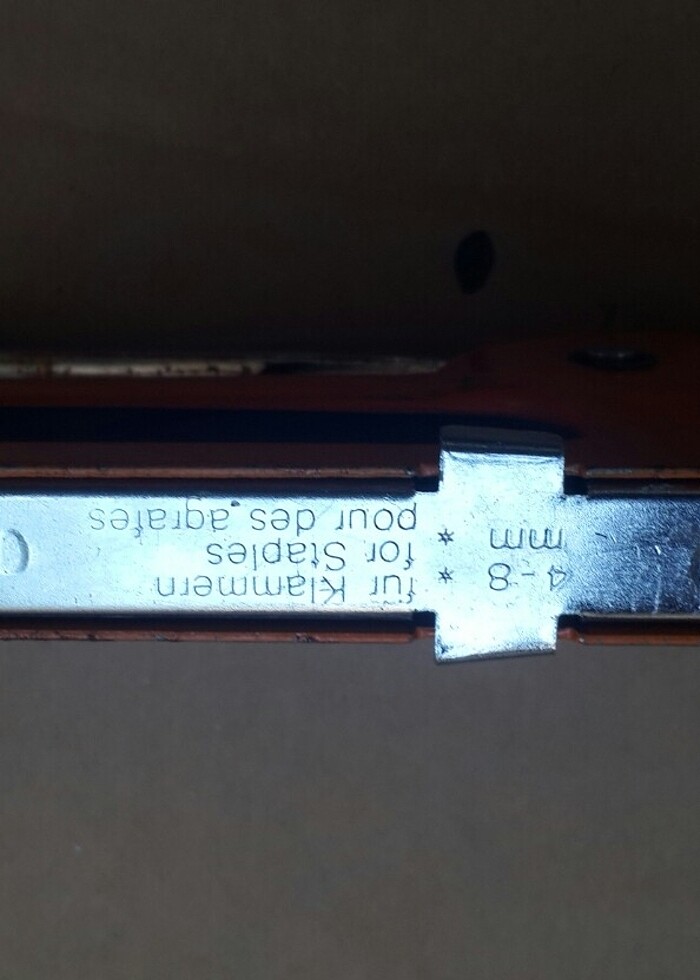 4-8 *
mm *
für Klammern
for Staples
pour des agrafes